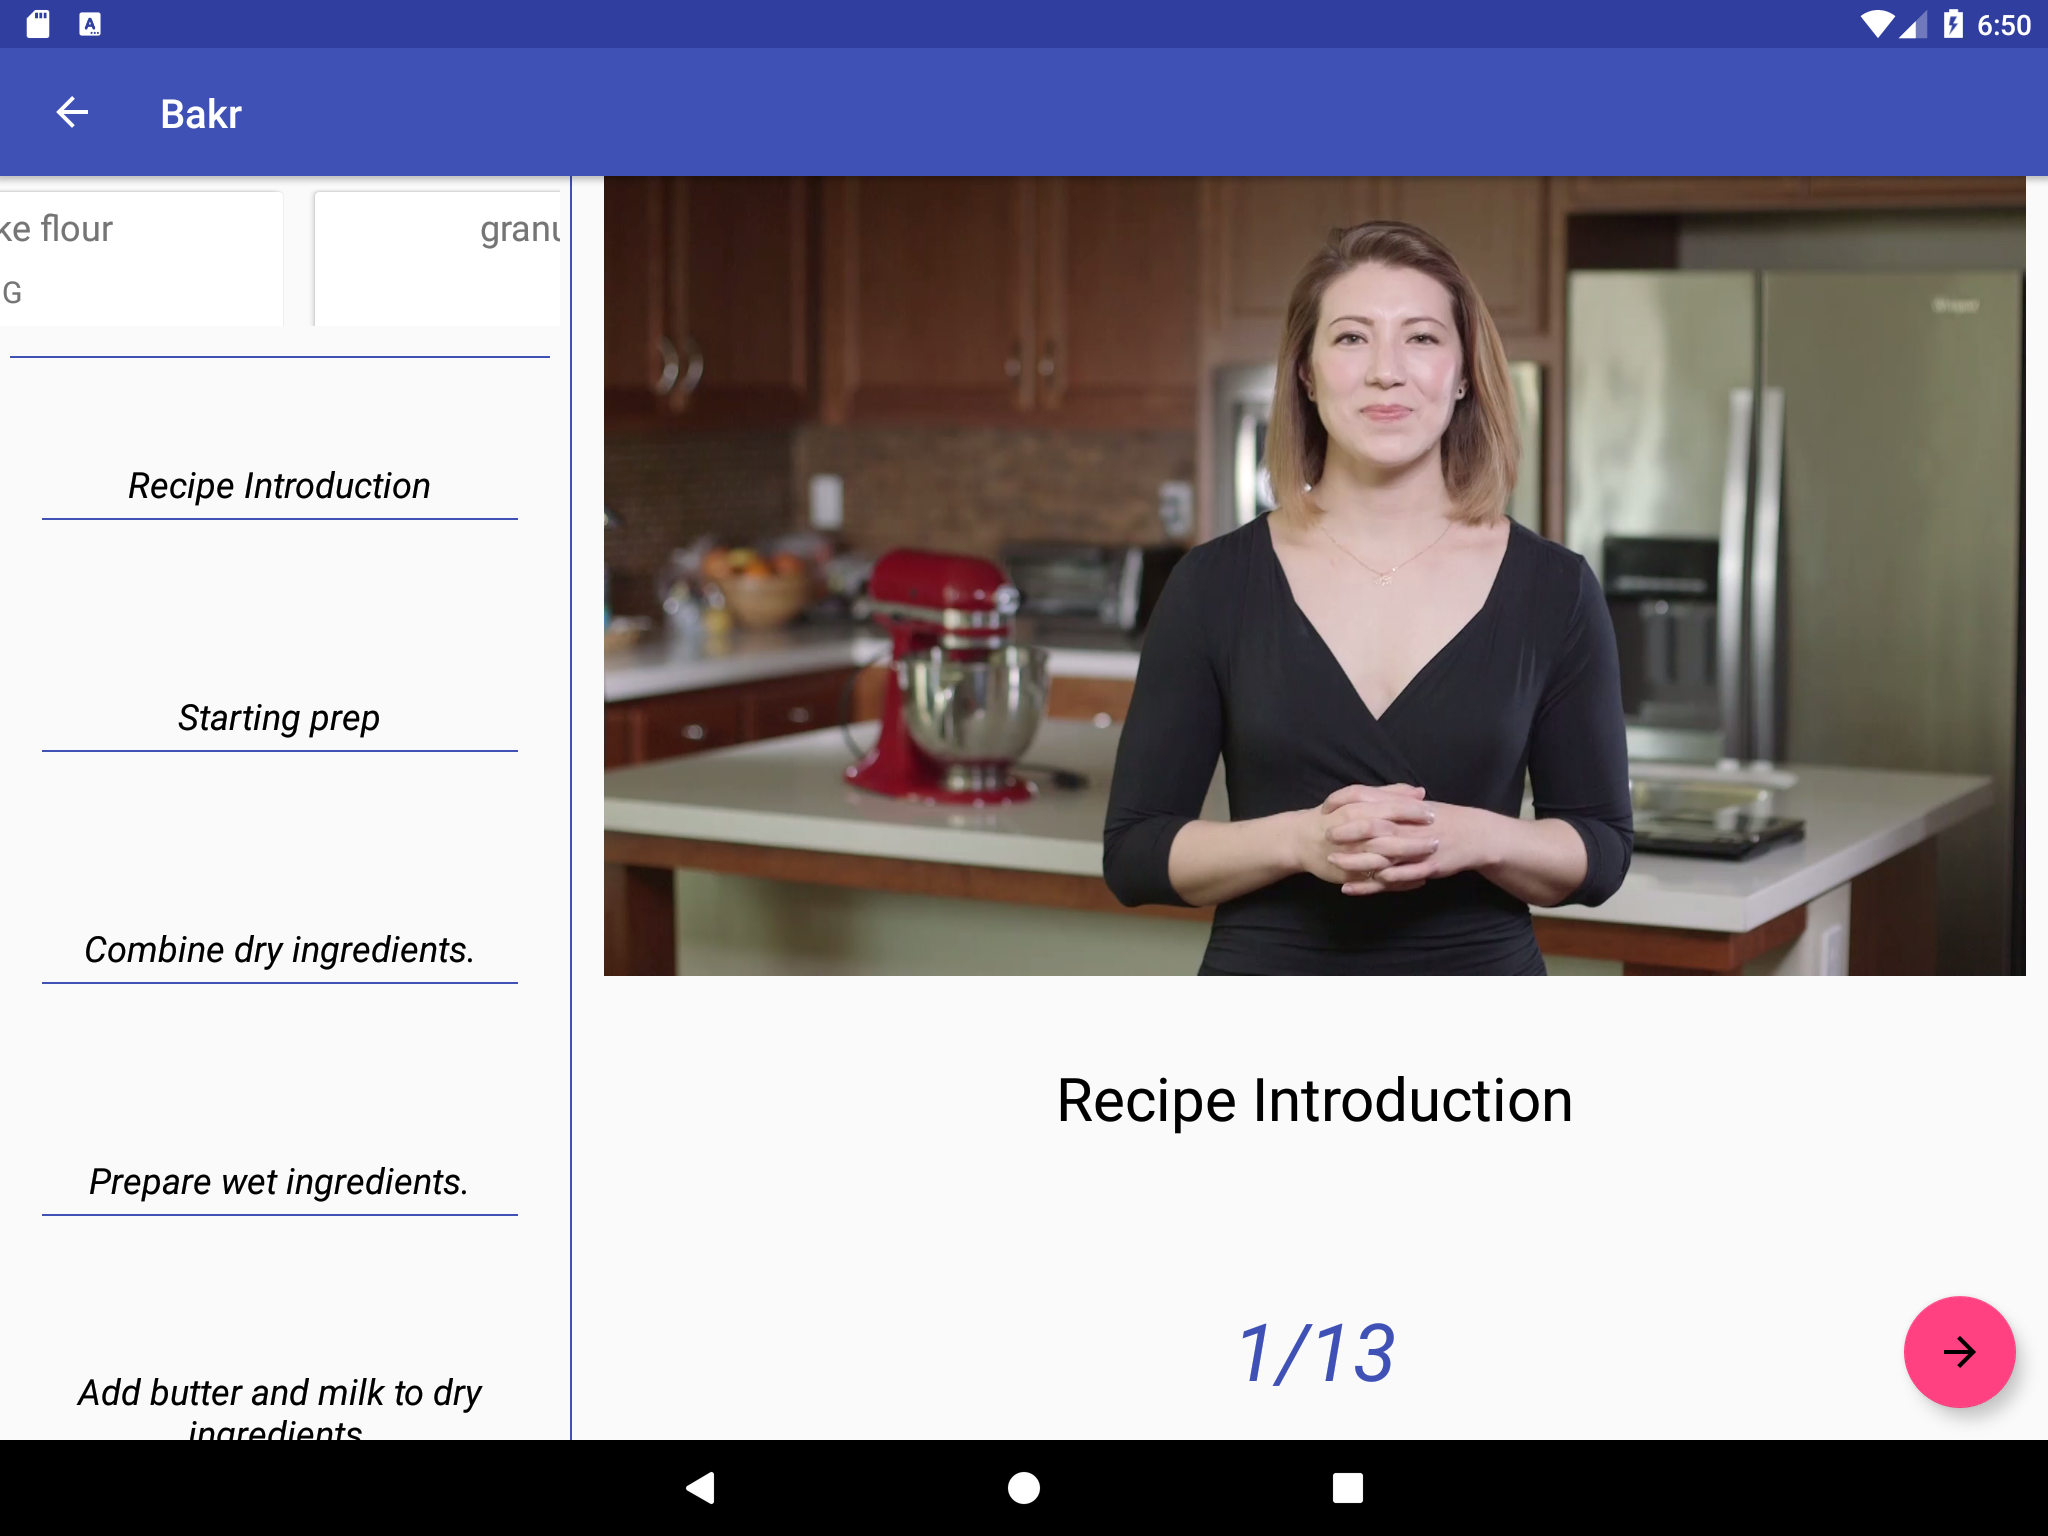 6:50
Bakr
ke flour
granu
G
Recipe Introduction
Starting prep
Combine dry ingredients.
Prepare wet ingredients.
Add butter and milk to dry
ingredients
Recipe Introduction
1/13